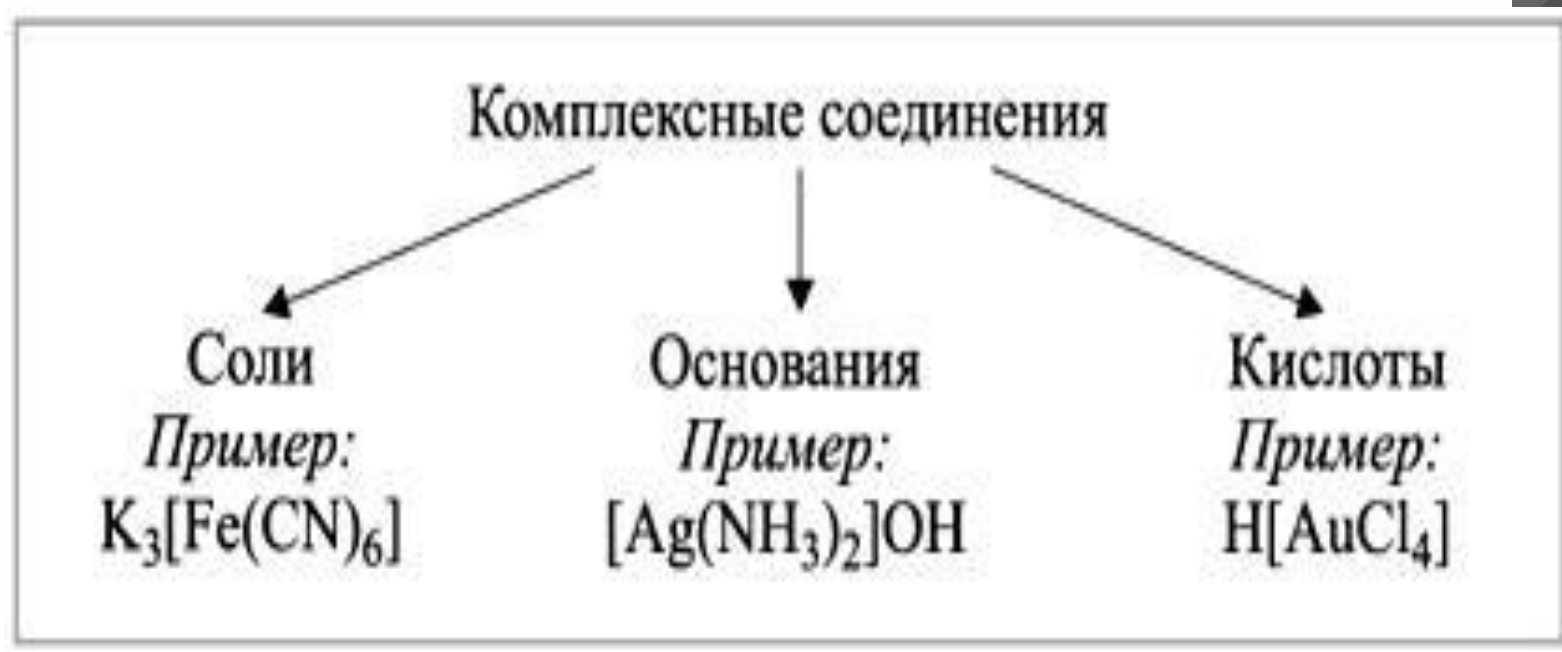 Комплексные соединения
Соли
Пример:
K₃[Fe(CN)₆]
Основания
Пример:
[Ag(NH₃)₂]OH
Кислоты
Пример:
H[AuCl₄]